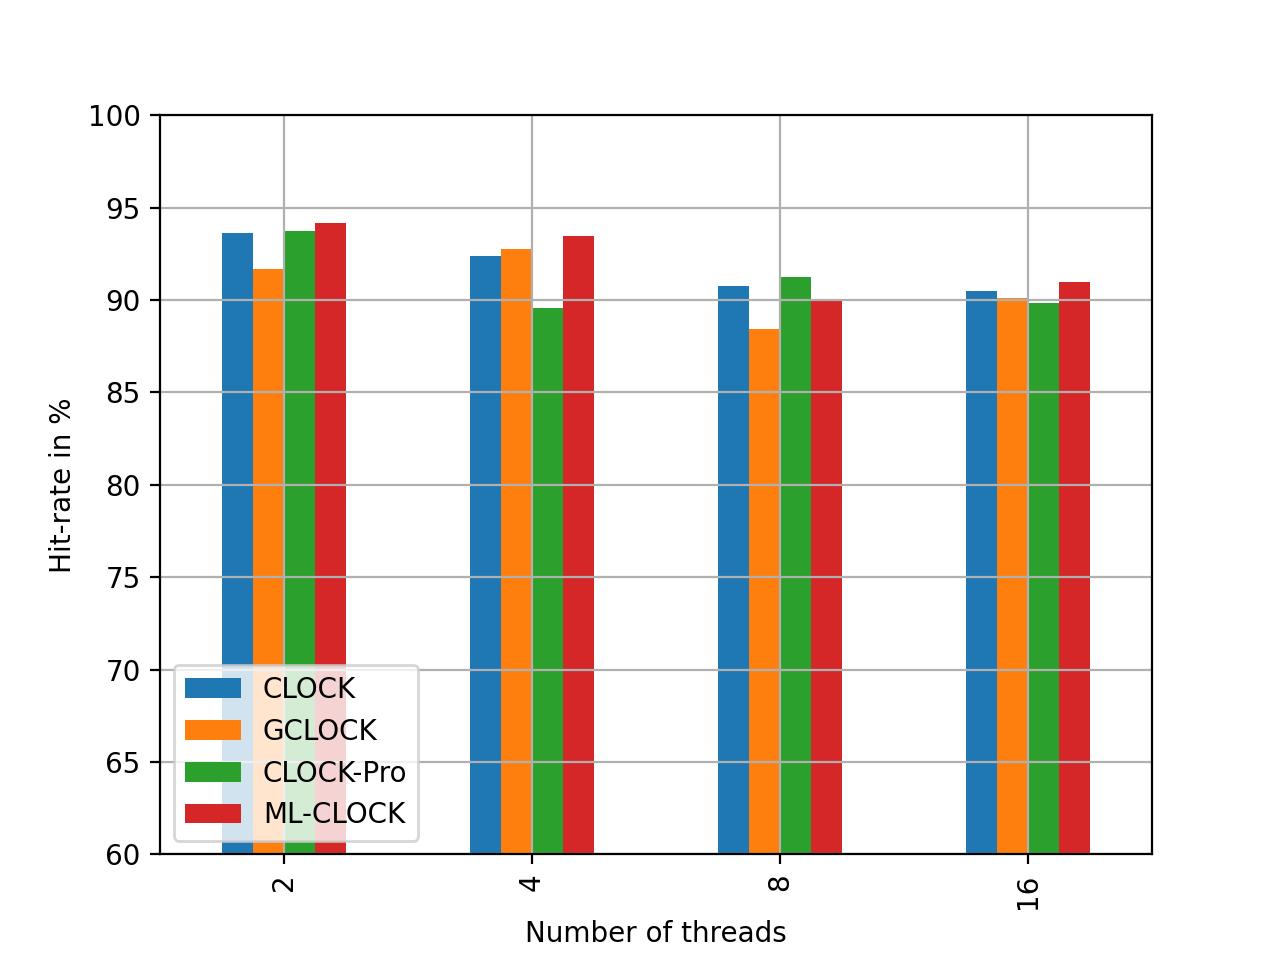 100
95
90
85
80
75
70
65
60
Hit-rate in %
CLOCK
GCLOCK
CLOCK-Pro
ML-CLOCK
2
4
8
16
Number of threads